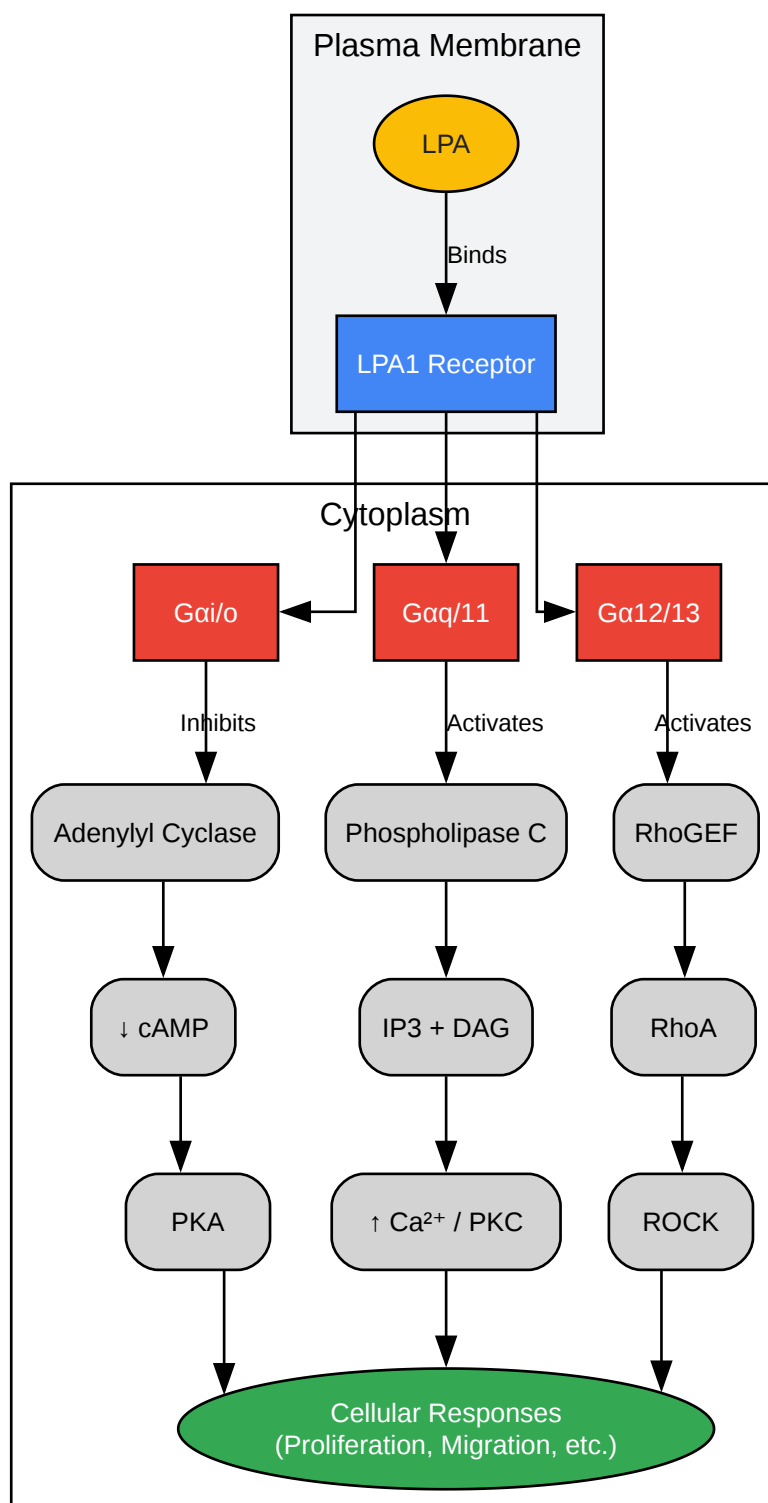 Plasma Membrane
LPA
Binds
LPA1 Receptor
Cytoplasm
Gαi/o
Gαq/11
Gα12/13
Inhibits
Activates
Activates
Adenylyl Cyclase
Phospholipase C
RhoGEF
↓ cAMP
IP3 + DAG
RhoA
PKA
↑ Ca²⁺ / PKC
ROCK
Cellular Responses
(Proliferation, Migration, etc.)